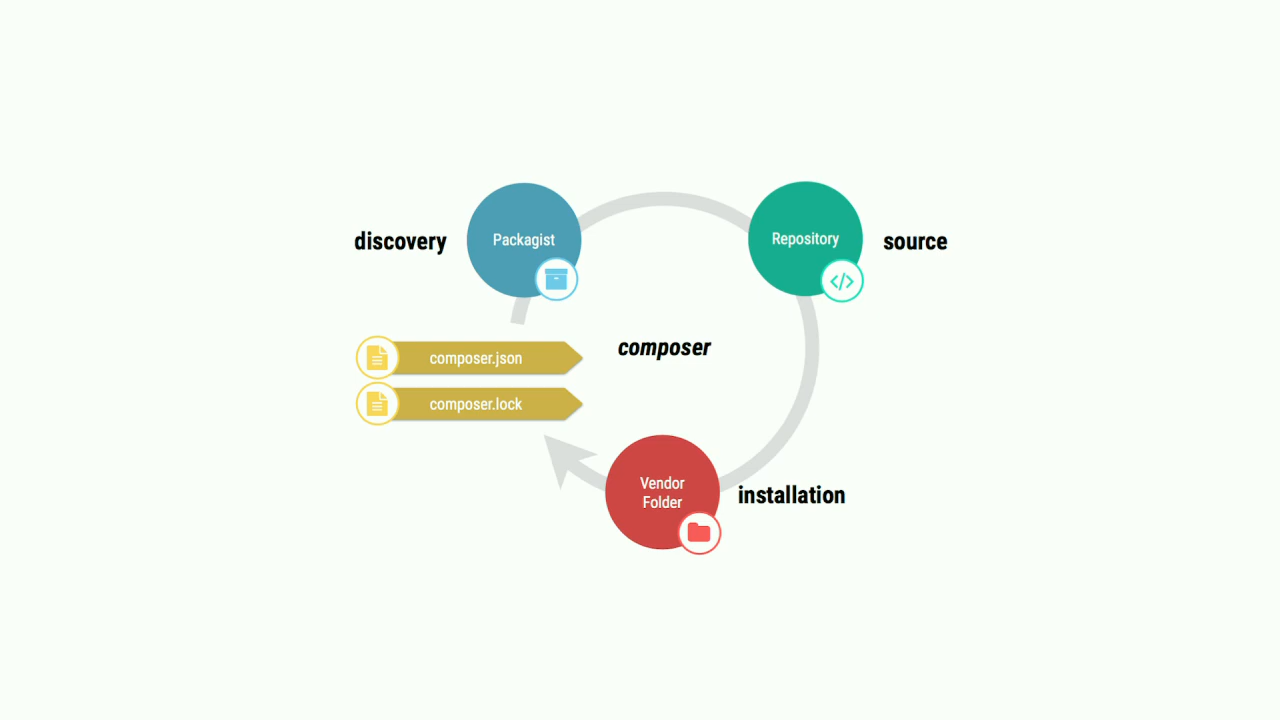 discovery
Packagist
Repository
source
composer
composer.json
composer.lock
Vendor
Folder
installation